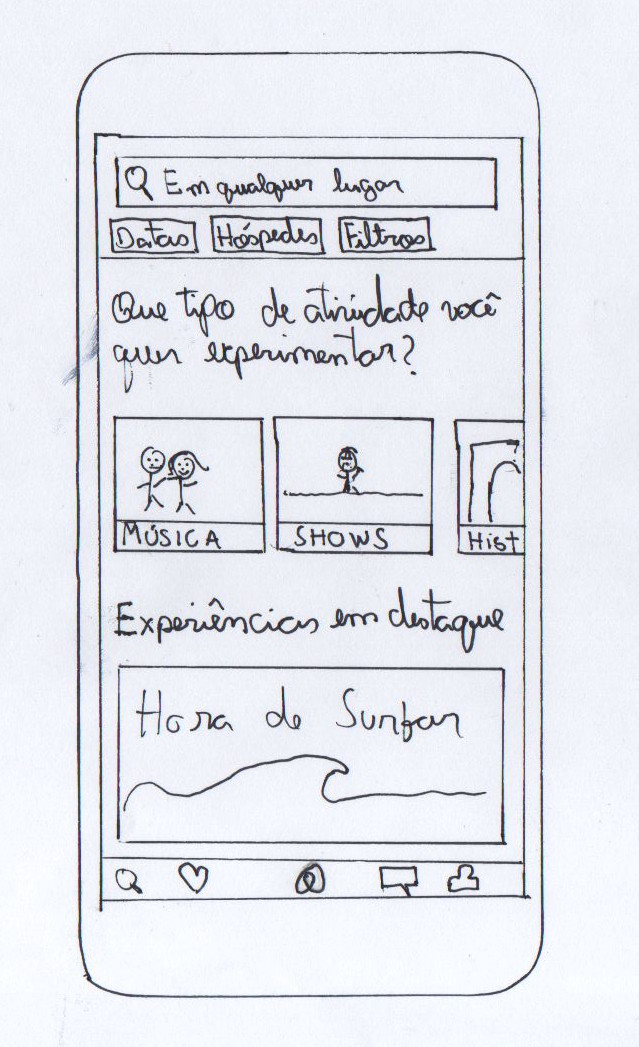 Em qualquer lugar
Datas Hóspedes Filtros
Que tipo de atividade você
quer experimentar?
MÚSICA SHOWS Hist
Experiências em destaque
Hora de Surfar